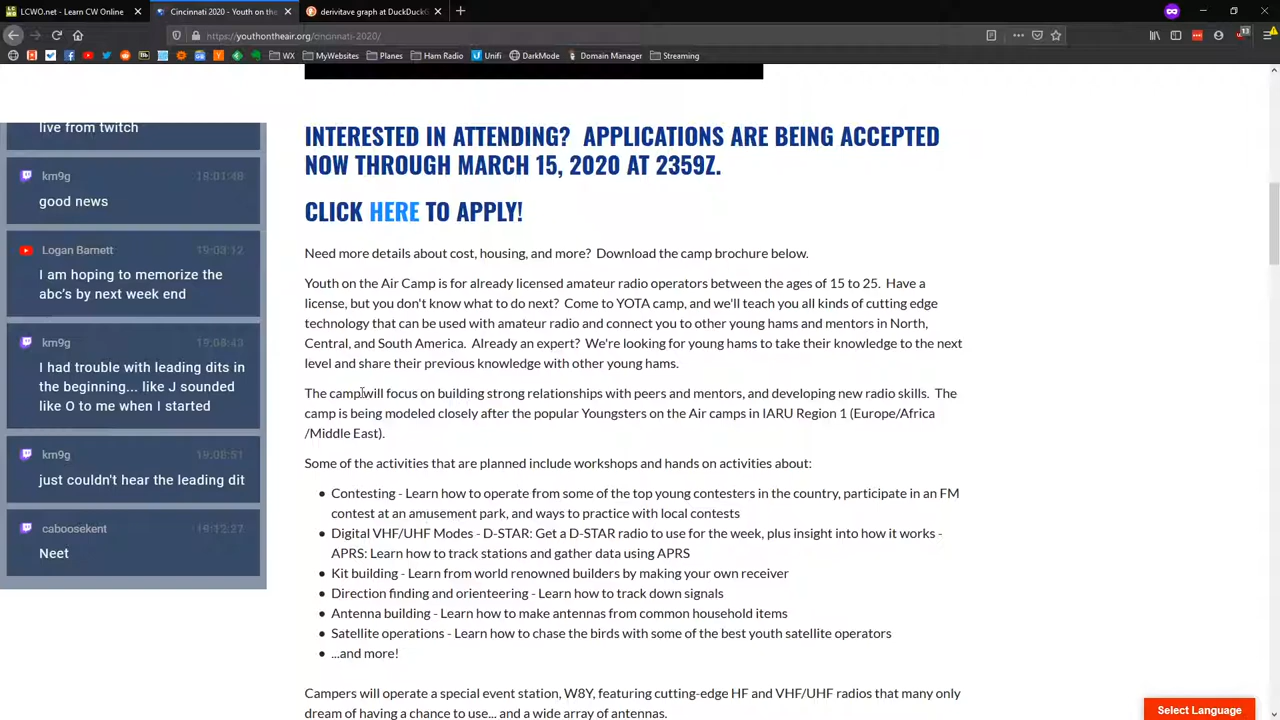 LCWO.net - Learn CW Online
Cincinnati 2020 - Youth on the
derivitave graph at DuckDuckG
https://youthontheair.org/cincinnati-2020/
WX
MyWebsites
Planes
Ham Radio
Unifi
DarkMode
Domain Manager
Streaming
live from twitch
km9g 19:01:48
good news
Logan Barnett 19:03:12
I am hoping to memorize the
abc's by next week end
km9g 19:08:43
I had trouble with leading dits in
the beginning... like J sounded
like O to me when I started
km9g 19:08:51
just couldn't hear the leading dit
caboosekent 19:12:27
Neet
INTERESTED IN ATTENDING? APPLICATIONS ARE BEING ACCEPTED
NOW THROUGH MARCH 15, 2020 AT 2359Z.
CLICK HERE TO APPLY!
Need more details about cost, housing, and more? Download the camp brochure below.
Youth on the Air Camp is for already licensed amateur radio operators between the ages of 15 to 25. Have a
license, but you don't know what to do next? Come to YOTA camp, and we'll teach you all kinds of cutting edge
technology that can be used with amateur radio and connect you to other young hams and mentors in North,
Central, and South America. Already an expert? We're looking for young hams to take their knowledge to the next
level and share their previous knowledge with other young hams.
The camp will focus on building strong relationships with peers and mentors, and developing new radio skills. The
camp is being modeled closely after the popular Youngsters on the Air camps in IARU Region 1 (Europe/Africa
/Middle East).
Some of the activities that are planned include workshops and hands on activities about:
• Contesting - Learn how to operate from some of the top young contesters in the country, participate in an FM
contest at an amusement park, and ways to practice with local contests
• Digital VHF/UHF Modes - D-STAR: Get a D-STAR radio to use for the week, plus insight into how it works -
APRS: Learn how to track stations and gather data using APRS
• Kit building - Learn from world renowned builders by making your own receiver
• Direction finding and orienteering - Learn how to track down signals
• Antenna building - Learn how to make antennas from common household items
• Satellite operations - Learn how to chase the birds with some of the best youth satellite operators
• ...and more!
Campers will operate a special event station, W8Y, featuring cutting-edge HF and VHF/UHF radios that many only
dream of having a chance to use... and a wide array of antennas.
Select Language